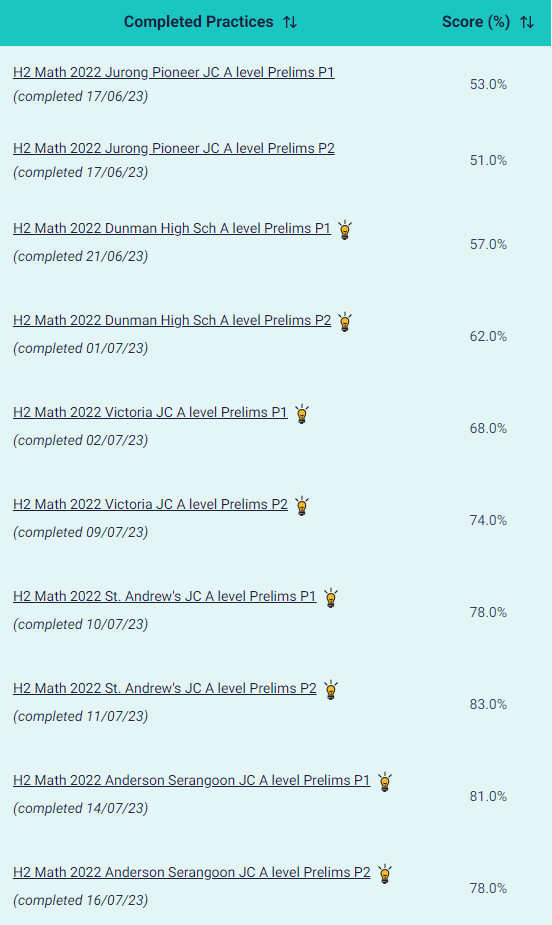 Completed Practices Score (%)
H2 Math 2022 Jurong Pioneer JC A level Prelims P1
(completed 17/06/23)
53.0%
H2 Math 2022 Jurong Pioneer JC A level Prelims P2
(completed 17/06/23)
51.0%
H2 Math 2022 Dunman High Sch A level Prelims P1
(completed 21/06/23)
57.0%
H2 Math 2022 Dunman High Sch A level Prelims P2
(completed 01/07/23)
62.0%
H2 Math 2022 Victoria JC A level Prelims P1
(completed 02/07/23)
68.0%
H2 Math 2022 Victoria JC A level Prelims P2
(completed 09/07/23)
74.0%
H2 Math 2022 St. Andrew's JC A level Prelims P1
(completed 10/07/23)
78.0%
H2 Math 2022 St. Andrew's JC A level Prelims P2
(completed 11/07/23)
83.0%
H2 Math 2022 Anderson Serangoon JC A level Prelims P1
(completed 14/07/23)
81.0%
H2 Math 2022 Anderson Serangoon JC A level Prelims P2
(completed 16/07/23)
78.0%